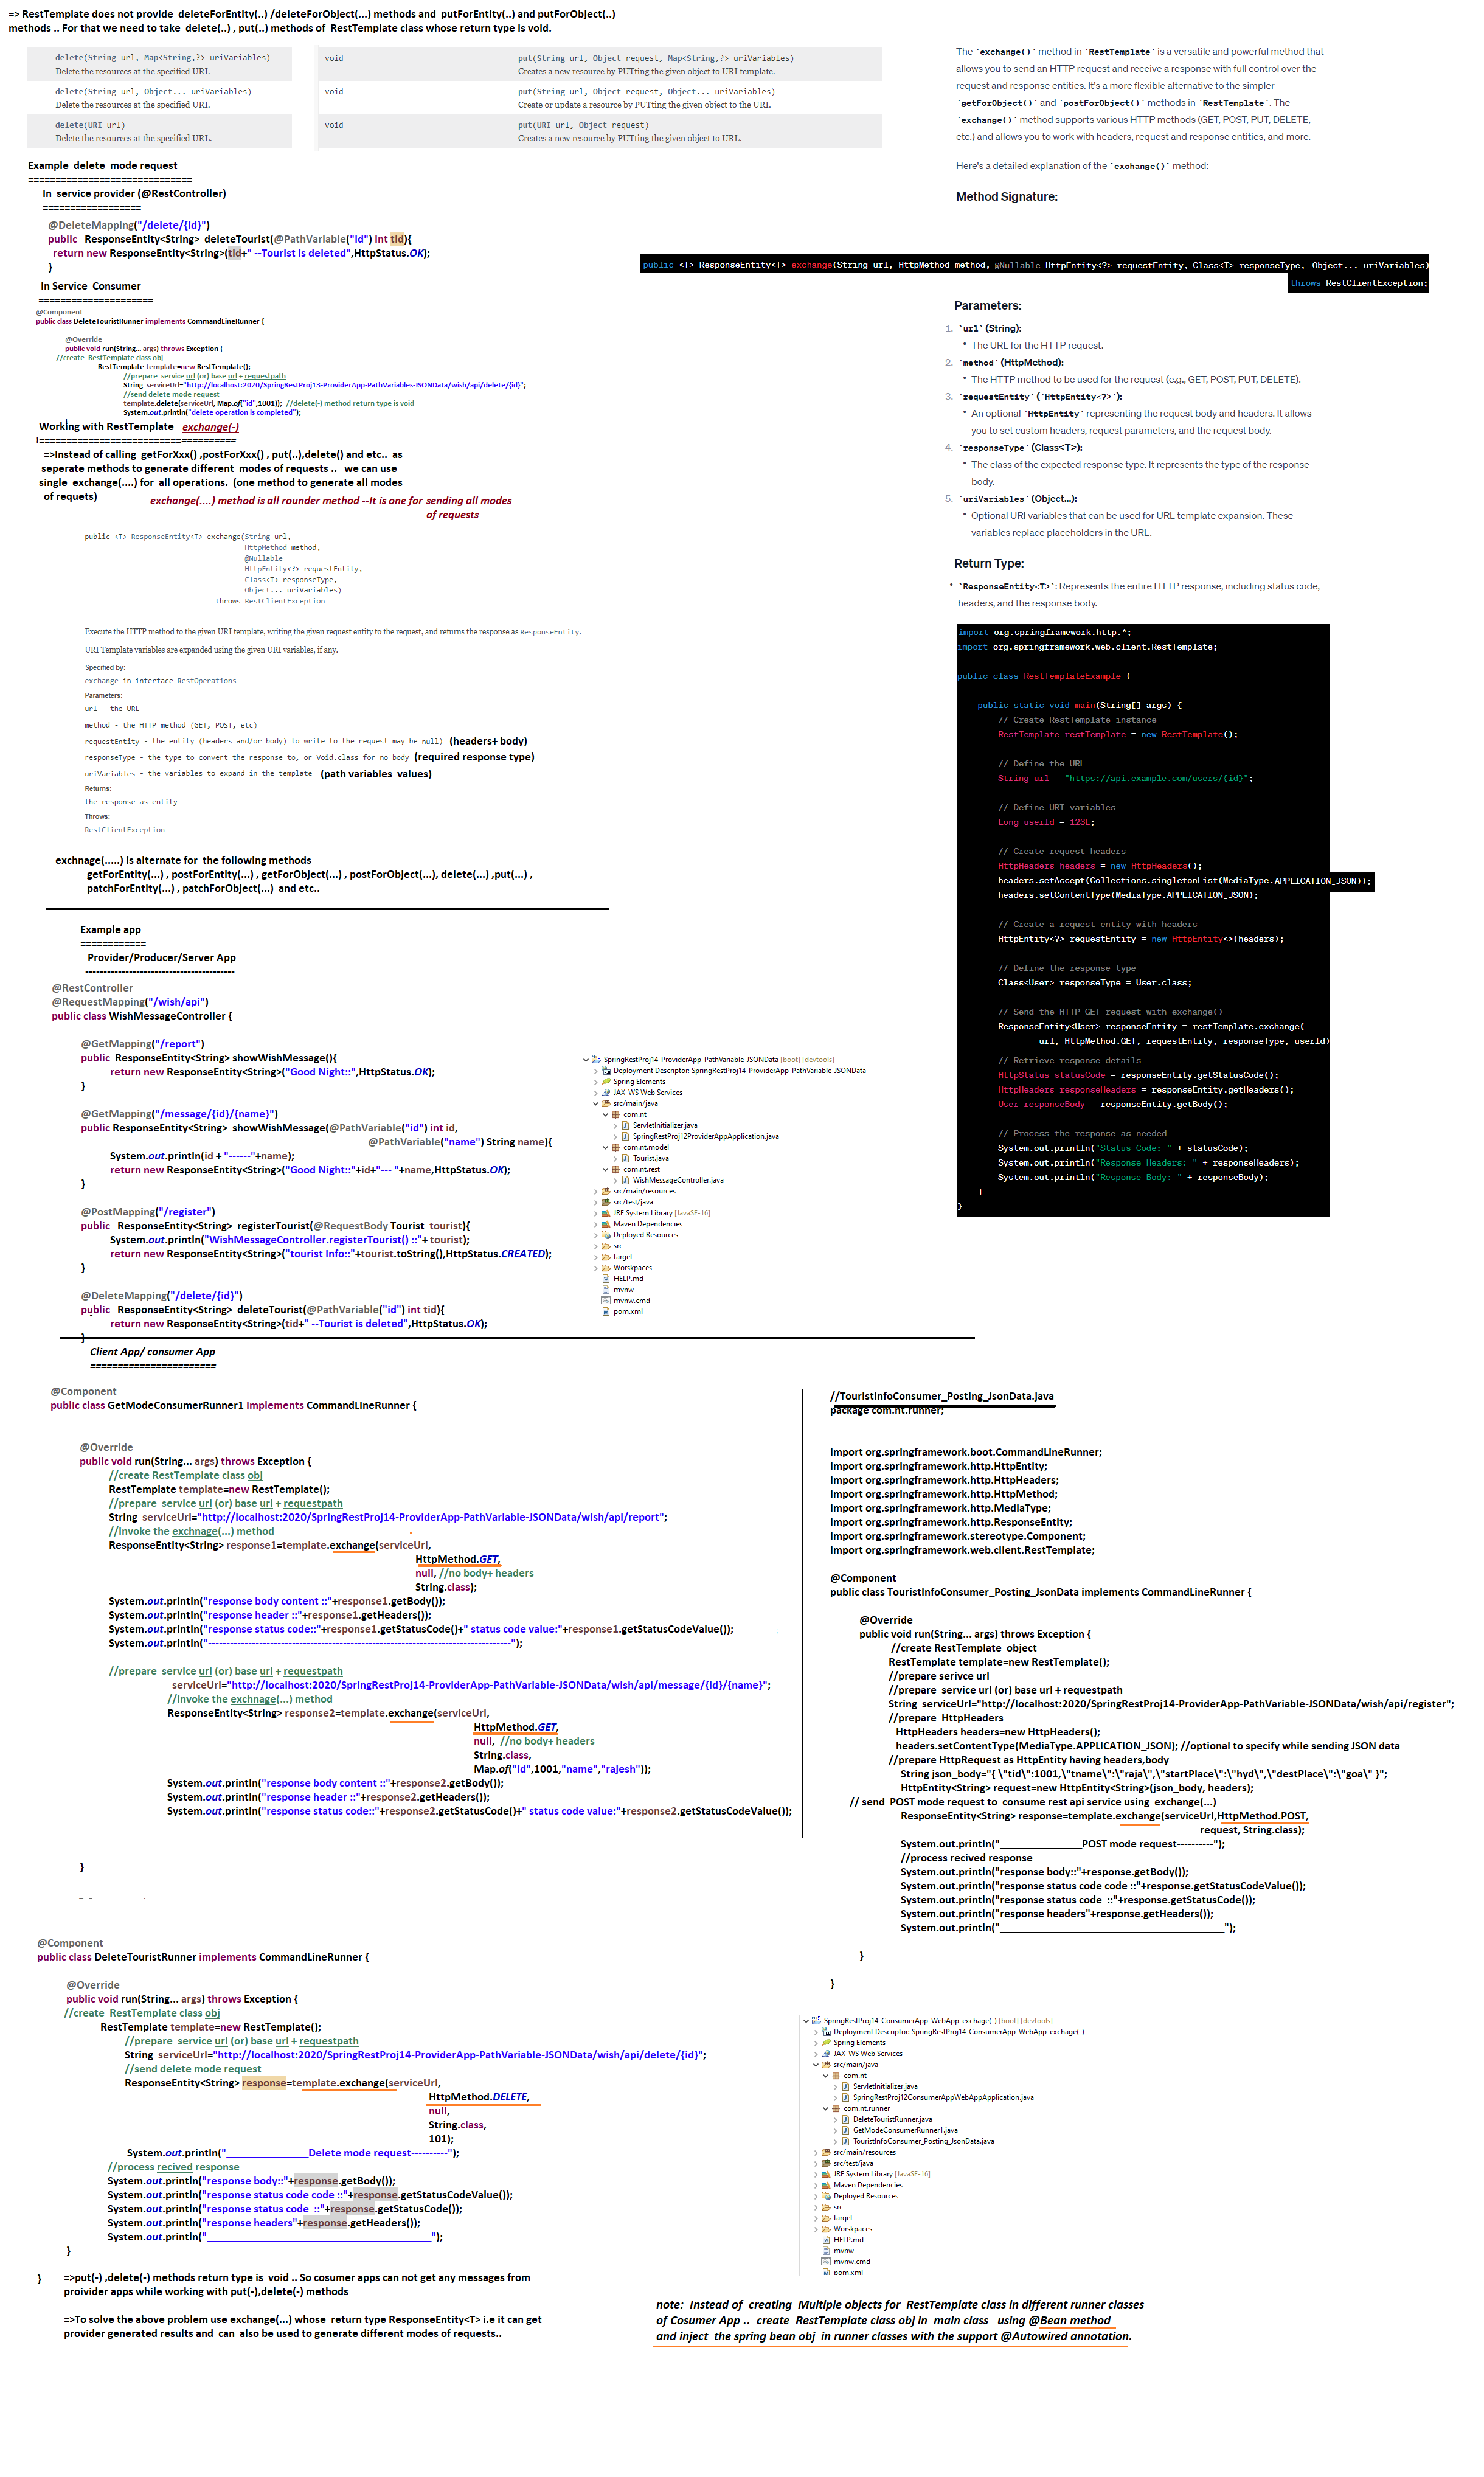 => RestTemplate does not provide  deleteForEntity(..) /deleteForObject(...) methods and  putForEntity(..) and putForObject(..)
methods .. For that we need to take  delete(..) , put(..) methods of  RestTemplate class whose return type is void.
delete(String url, Map<String,?> uriVariables)
Delete the resources at the specified URI.
delete(String url, Object... uriVariables)
Delete the resources at the specified URI.
delete(URI url)
Delete the resources at the specified URL.
void put(String url, Object request, Map<String,?> uriVariables)
Creates a new resource by PUTting the given object to URI template.
void put(String url, Object request, Object... uriVariables)
Create or update a resource by PUTting the given object to the URI.
void put(URI url, Object request)
Creates a new resource by PUTting the given object to URL.
Example  delete  mode request
==============================
In  service provider (@RestController)
==================
@DeleteMapping("/delete/{id}")
public   ResponseEntity<String>  deleteTourist(@PathVariable("id") int tid){
return new ResponseEntity<String>(tid+" --Tourist is deleted",HttpStatus.OK);
}
In Service  Consumer
=====================
@Component
public class DeleteTouristRunner implements CommandLineRunner {
@Override
public void run(String... args) throws Exception {
//create  RestTemplate class obj
RestTemplate template=new RestTemplate();
//prepare  service url (or) base url + requestpath
String  serviceUrl="http://localhost:2020/SpringRestProj13-ProviderApp-PathVariables-JSONData/wish/api/delete/{id}";
//send delete mode request
template.delete(serviceUrl, Map.of("id",1001));  //delete(-) method return type is void
System.out.println("delete operation is completed");
}
Working with RestTemplate   exchange(-)
}====================================
=>Instead of calling  getForXxx() ,postForXxx() , put(..),delete() and etc..  as
seperate methods to generate different  modes of requests ..   we can use
single  exchange(....) for  all operations.  (one method to generate all modes
of requets)
exchange(....) method is all rounder method --It is one for sending all modes
of requests
public <T> ResponseEntity<T> exchange(String url,
HttpMethod method,
@Nullable
HttpEntity<?> requestEntity,
Class<T> responseType,
Object... uriVariables)
throws RestClientException
Execute the HTTP method to the given URI template, writing the given request entity to the request, and returns the response as ResponseEntity.
URI Template variables are expanded using the given URI variables, if any.
Specified by:
exchange in interface RestOperations
Parameters:
url - the URL
method - the HTTP method (GET, POST, etc)
requestEntity - the entity (headers and/or body) to write to the request may be null)  (headers+ body)
responseType - the type to convert the response to, or Void.class for no body  (required response type)
uriVariables - the variables to expand in the template   (path variables  values)
Returns:
the response as entity
Throws:
RestClientException
exchnage(.....) is alternate for  the following methods
getForEntity(...) , postForEntity(...) , getForObject(...) , postForObject(...), delete(...) ,put(...) ,
patchForEntity(...) , patchForObject(...)  and etc..
The `exchange()` method in `RestTemplate` is a versatile and powerful method that
allows you to send an HTTP request and receive a response with full control over the
request and response entities. It's a more flexible alternative to the simpler
`getForObject()` and `postForObject()` methods in `RestTemplate`. The
`exchange()` method supports various HTTP methods (GET, POST, PUT, DELETE,
etc.) and allows you to work with headers, request and response entities, and more.
Here's a detailed explanation of the `exchange()` method:
Method Signature:
public <T> ResponseEntity<T> exchange(String url, HttpMethod method, @Nullable HttpEntity<?> requestEntity, Class<T> responseType, Object... uriVariables)
throws RestClientException;
Parameters:
1. `url` (String):
• The URL for the HTTP request.
2. `method` (HttpMethod):
• The HTTP method to be used for the request (e.g., GET, POST, PUT, DELETE).
3. `requestEntity` (`HttpEntity<?>`):
• An optional `HttpEntity` representing the request body and headers. It allows
you to set custom headers, request parameters, and the request body.
4. `responseType` (Class<T>):
• The class of the expected response type. It represents the type of the response
body.
5. `uriVariables` (Object...):
• Optional URI variables that can be used for URL template expansion. These
variables replace placeholders in the URL.
Return Type:
• `ResponseEntity<T>`: Represents the entire HTTP response, including status code,
headers, and the response body.
import org.springframework.http.*;
import org.springframework.web.client.RestTemplate;
public class RestTemplateExample {
public static void main(String[] args) {
// Create RestTemplate instance
RestTemplate restTemplate = new RestTemplate();
// Define the URL
String url = "https://api.example.com/users/{id}";
// Define URI variables
Long userId = 123L;
// Create request headers
HttpHeaders headers = new HttpHeaders();
headers.setAccept(Collections.singletonList(MediaType.APPLICATION_JSON));
headers.setContentType(MediaType.APPLICATION_JSON);
// Create a request entity with headers
HttpEntity<?> requestEntity = new HttpEntity<>(headers);
// Define the response type
Class<User> responseType = User.class;
// Send the HTTP GET request with exchange()
ResponseEntity<User> responseEntity = restTemplate.exchange(
url, HttpMethod.GET, requestEntity, responseType, userId)
// Retrieve response details
HttpStatus statusCode = responseEntity.getStatusCode();
HttpHeaders responseHeaders = responseEntity.getHeaders();
User responseBody = responseEntity.getBody();
// Process the response as needed
System.out.println("Status Code: " + statusCode);
System.out.println("Response Headers: " + responseHeaders);
System.out.println("Response Body: " + responseBody);
}
}
Example app
============
Provider/Producer/Server App
-----------------------------------------
@RestController
@RequestMapping("/wish/api")
public class WishMessageController {
@GetMapping("/report")
public  ResponseEntity<String> showWishMessage(){
return new ResponseEntity<String>("Good Night::",HttpStatus.OK);
}
@GetMapping("/message/{id}/{name}")
public ResponseEntity<String>  showWishMessage(@PathVariable("id") int id,
@PathVariable("name") String name){
System.out.println(id + "------"+name);
return new ResponseEntity<String>("Good Night::"+id+"--- "+name,HttpStatus.OK);
}
@PostMapping("/register")
public   ResponseEntity<String>  registerTourist(@RequestBody Tourist  tourist){
System.out.println("WishMessageController.registerTourist() ::"+ tourist);
return new ResponseEntity<String>("tourist Info::"+tourist.toString(),HttpStatus.CREATED);
}
@DeleteMapping("/delete/{id}")
public   ResponseEntity<String>  deleteTourist(@PathVariable("id") int tid){
return new ResponseEntity<String>(tid+" --Tourist is deleted",HttpStatus.OK);
}
SpringRestProj14-ProviderApp-PathVariable-JSONData [boot] [devtools]
Deployment Descriptor: SpringRestProj14-ProviderApp-PathVariable-JSONData
Spring Elements
JAX-WS Web Services
src/main/java
com.nt
ServletInitializer.java
SpringRestProj12ProviderAppApplication.java
com.nt.model
Tourist.java
com.nt.rest
WishMessageController.java
src/main/resources
src/test/java
JRE System Library [JavaSE-16]
Maven Dependencies
Deployed Resources
src
target
Worskpaces
HELP.md
mvnw
mvnw.cmd
pom.xml
Client App/ consumer App
=======================
@Component
public class GetModeConsumerRunner1 implements CommandLineRunner {
@Override
public void run(String... args) throws Exception {
//create RestTemplate class obj
RestTemplate template=new RestTemplate();
//prepare  service url (or) base url + requestpath
String  serviceUrl="http://localhost:2020/SpringRestProj14-ProviderApp-PathVariable-JSONData/wish/api/report";
//invoke the exchnage(...) method
ResponseEntity<String> response1=template.exchange(serviceUrl,
HttpMethod.GET,
null, //no body+ headers
String.class);
System.out.println("response body content ::"+response1.getBody());
System.out.println("response header ::"+response1.getHeaders());
System.out.println("response status code::"+response1.getStatusCode()+" status code value:"+response1.getStatusCodeValue());
System.out.println("-----------------------------------------------------------------------------------");
//prepare  service url (or) base url + requestpath
serviceUrl="http://localhost:2020/SpringRestProj14-ProviderApp-PathVariable-JSONData/wish/api/message/{id}/{name}";
//invoke the exchnage(...) method
ResponseEntity<String> response2=template.exchange(serviceUrl,
HttpMethod.GET,
null,  //no body+ headers
String.class,
Map.of("id",1001,"name","rajesh"));
System.out.println("response body content ::"+response2.getBody());
System.out.println("response header ::"+response2.getHeaders());
System.out.println("response status code::"+response2.getStatusCode()+" status code value:"+response2.getStatusCodeValue());
}
//TouristInfoConsumer_Posting_JsonData.java
package com.nt.runner;
import org.springframework.boot.CommandLineRunner;
import org.springframework.http.HttpEntity;
import org.springframework.http.HttpHeaders;
import org.springframework.http.HttpMethod;
import org.springframework.http.MediaType;
import org.springframework.http.ResponseEntity;
import org.springframework.stereotype.Component;
import org.springframework.web.client.RestTemplate;
@Component
public class TouristInfoConsumer_Posting_JsonData implements CommandLineRunner {
@Override
public void run(String... args) throws Exception {
//create RestTemplate  object
RestTemplate template=new RestTemplate();
//prepare serivce url
//prepare  service url (or) base url + requestpath
String  serviceUrl="http://localhost:2020/SpringRestProj14-ProviderApp-PathVariable-JSONData/wish/api/register";
//prepare  HttpHeaders
HttpHeaders headers=new HttpHeaders();
headers.setContentType(MediaType.APPLICATION_JSON); //optional to specify while sending JSON data
//prepare HttpRequest as HttpEntity having headers,body
String json_body="{ \"tid\":1001,\"tname\":\"raja\",\"startPlace\":\"hyd\",\"destPlace\":\"goa\" }";
HttpEntity<String> request=new HttpEntity<String>(json_body, headers);
// send  POST mode request to  consume rest api service using  exchange(...)
ResponseEntity<String> response=template.exchange(serviceUrl,HttpMethod.POST,
request, String.class);
System.out.println("________________POST mode request----------");
//process recived response
System.out.println("response body::"+response.getBody());
System.out.println("response status code code ::"+response.getStatusCodeValue());
System.out.println("response status code  ::"+response.getStatusCode());
System.out.println("response headers"+response.getHeaders());
System.out.println("____________________________________________");
}
}
@Component
public class DeleteTouristRunner implements CommandLineRunner {
@Override
public void run(String... args) throws Exception {
//create  RestTemplate class obj
RestTemplate template=new RestTemplate();
//prepare  service url (or) base url + requestpath
String  serviceUrl="http://localhost:2020/SpringRestProj14-ProviderApp-PathVariable-JSONData/wish/api/delete/{id}";
//send delete mode request
ResponseEntity<String> response=template.exchange(serviceUrl,
HttpMethod.DELETE,
null,
String.class,
101);
System.out.println("________________Delete mode request----------");
//process recived response
System.out.println("response body::"+response.getBody());
System.out.println("response status code code ::"+response.getStatusCodeValue());
System.out.println("response status code  ::"+response.getStatusCode());
System.out.println("response headers"+response.getHeaders());
System.out.println("____________________________________________");
}
}
SpringRestProj14-ConsumerApp-WebApp-exchage(-) [boot] [devtools]
Deployment Descriptor: SpringRestProj14-ConsumerApp-WebApp-exchage(-)
Spring Elements
JAX-WS Web Services
src/main/java
com.nt
ServletInitializer.java
SpringRestProj12ConsumerAppWebAppApplication.java
com.nt.runner
DeleteTouristRunner.java
GetModeConsumerRunner1.java
TouristInfoConsumer_Posting_JsonData.java
src/main/resources
src/test/java
JRE System Library [JavaSE-16]
Maven Dependencies
Deployed Resources
src
target
Worskpaces
HELP.md
mvnw
mvnw.cmd
pom.xml
=>put(-) ,delete(-) methods return type is  void .. So cosumer apps can not get any messages from
proivider apps while working with put(-),delete(-) methods
=>To solve the above problem use exchange(...) whose  return type ResponseEntity<T> i.e it can get
provider generated results and  can  also be used to generate different modes of requests..
note:  Instead of  creating  Multiple objects for  RestTemplate class in different runner classes
of Cosumer App ..  create  RestTemplate class obj in  main class   using @Bean method
and inject  the spring bean obj  in runner classes with the support @Autowired annotation.